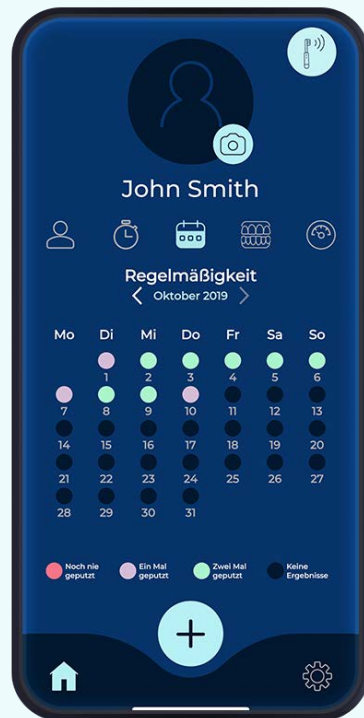 John Smith
Regelmäßigkeit
Oktober 2019
Mo Di Mi Do Fr Sa So
1 2 3 4 5 6
7 8 9 10 11 12 13
14 15 16 17 18 19 20
21 22 23 24 25 26 27
28 29 30 31
Noch nie Ein Mal Zwei Mal Keine
geputzt geputzt geputzt Ergebnisse